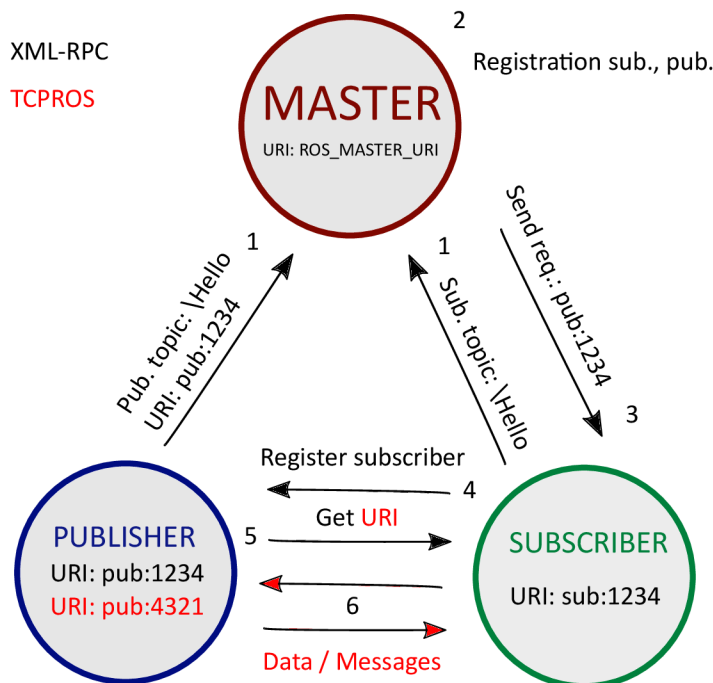 XML-RPC
TCPROS
2
Registration sub., pub.
MASTER
URI: ROS_MASTER_URI
1
Pub. topic: \Hello
URI: pub:1234
1
Sub. topic: \Hello
Send req.: pub:1234
3
Register subscriber
4
5
Get URI
6
Data / Messages
PUBLISHER
URI: pub:1234
URI: pub:4321
SUBSCRIBER
URI: sub:1234